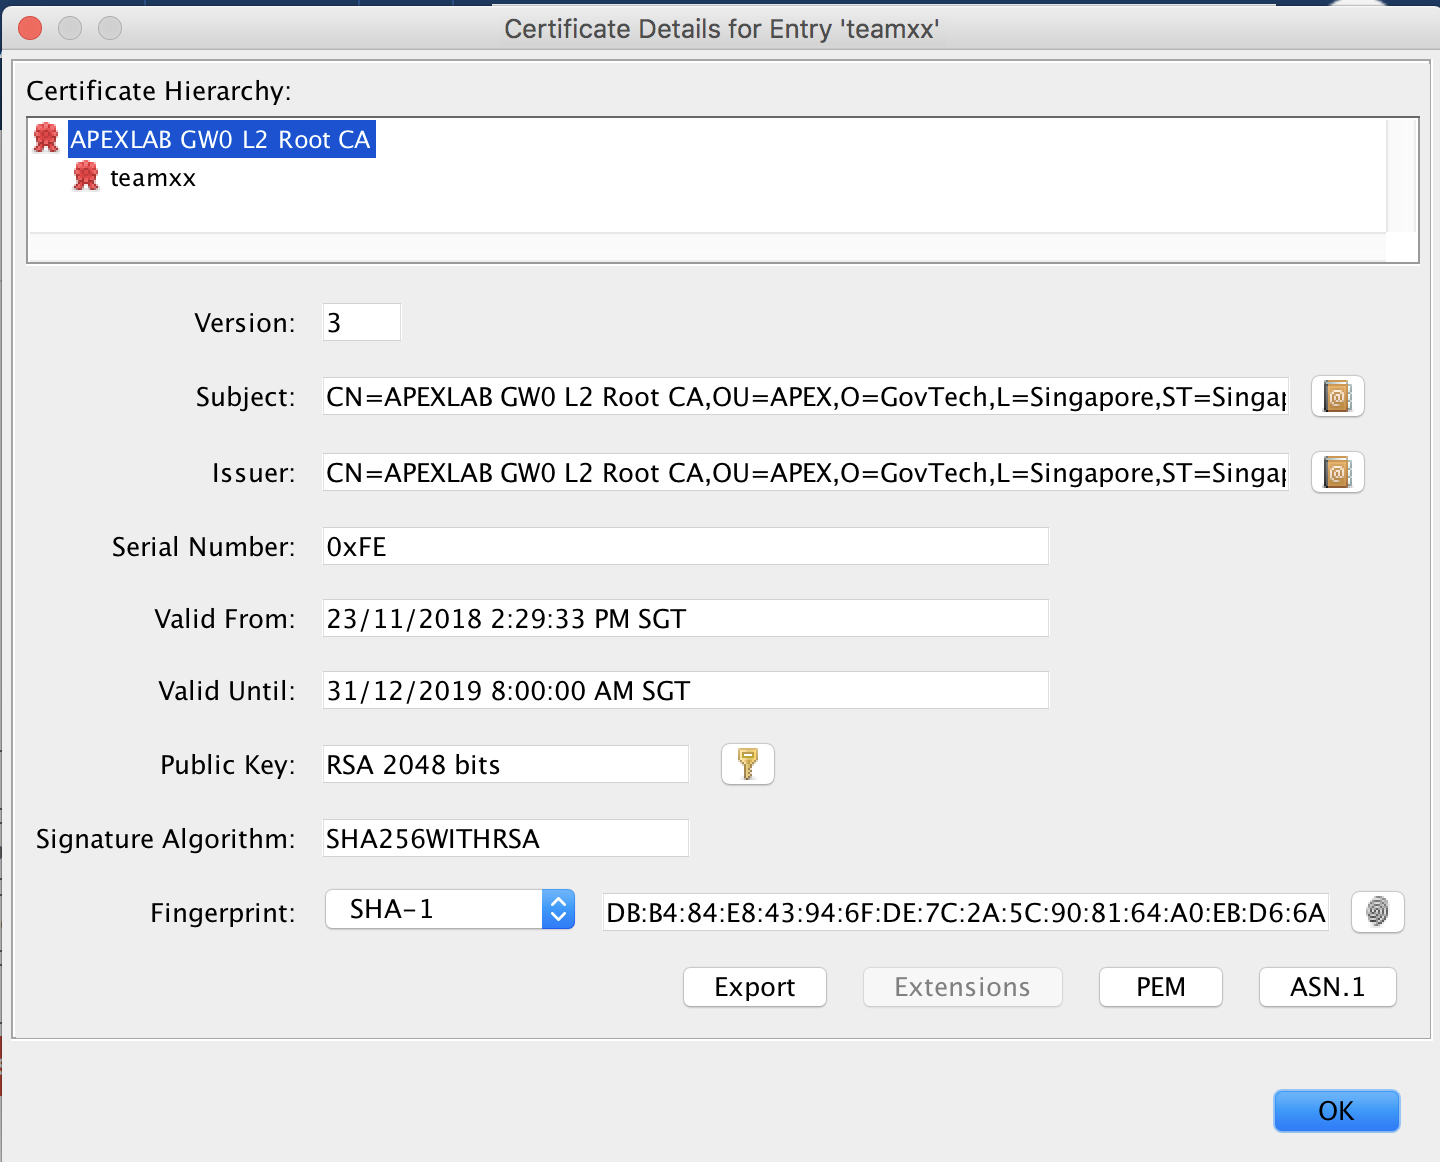 Certificate Details for Entry 'teamxx'
Certificate Hierarchy:
APEXLAB GW0 L2 Root CA
teamxx
Version: 3
Subject: CN=APEXLAB GW0 L2 Root CA,OU=APEX,O=GovTech,L=Singapore,ST=Singap
Issuer: CN=APEXLAB GW0 L2 Root CA,OU=APEX,O=GovTech,L=Singapore,ST=Singap
Serial Number: 0xFE
Valid From: 23/11/2018 2:29:33 PM SGT
Valid Until: 31/12/2019 8:00:00 AM SGT
Public Key: RSA 2048 bits
Signature Algorithm: SHA256WITHRSA
Fingerprint: SHA-1 DB:B4:84:E8:43:94:6F:DE:7C:2A:5C:90:81:64:A0:EB:D6:6A
Export Extensions PEM ASN.1
OK